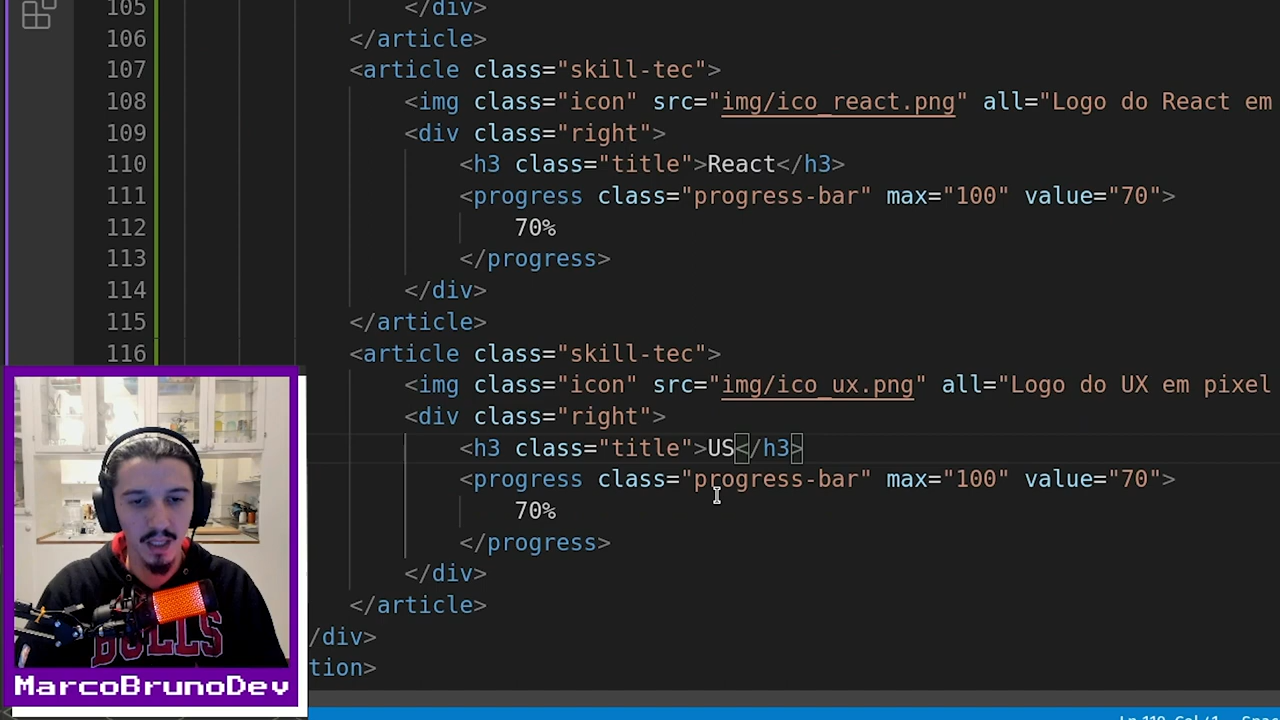 105 </div>
106 </article>
107 <article class="skill-tec">
108 <img class="icon" src="img/ico_react.png" all="Logo do React em
109 <div class="right">
110 <h3 class="title">React</h3>
111 <progress class="progress-bar" max="100" value="70">
112 70%
113 </progress>
114 </div>
115 </article>
116 <article class="skill-tec">
<img class="icon" src="img/ico_ux.png" all="Logo do UX em pixel
<div class="right">
<h3 class="title">US</h3>
<progress class="progress-bar" max="100" value="70">
70%
</progress>
</div>
</article>
/div>
tion>
BULLS
MarcoBrunoDev